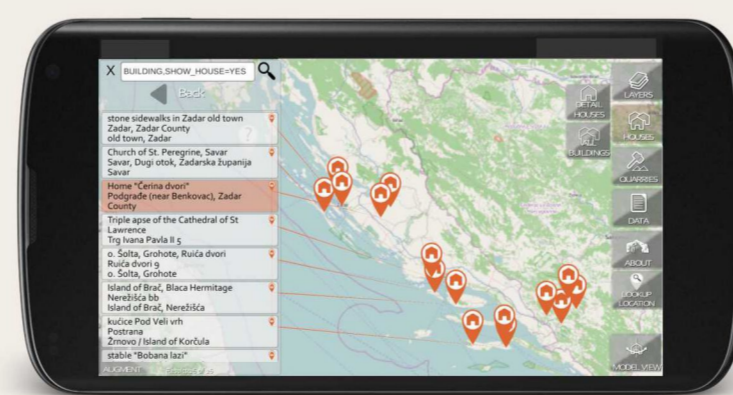 X BUILDING,SHOW_HOUSE=YES
Back
stone sidewalks in Zadar old town
Zadar, Zadar County
old town, Zadar
Church of St. Peregrine, Savar
Savar, Dugi otok, Zadarska županija
Savar
Home "Čerina dvori"
Podgrađe (near Benkovac), Zadar
County
Triple apse of the Cathedral of St
Lawrence
Trg Ivana Pavla II 5
o. Šolta, Grohote, Ruića dvori
Ruića dvori 9
o. Šolta, Grohote
Island of Brač, Blaca Hermitage
Nerežišća bb
Island of Brač, Nerežišća
kućice Pod Veli vrh
Postrana
Žrnovo / Island of Korčula
stable "Bobana lazi"
AUGMENT
DETAIL
HOUSES
BUILDINGS
LAYERS
HOUSES
QUARRIES
DATA
ABOUT
LOOKUP
LOCATION
MODEL VIEW